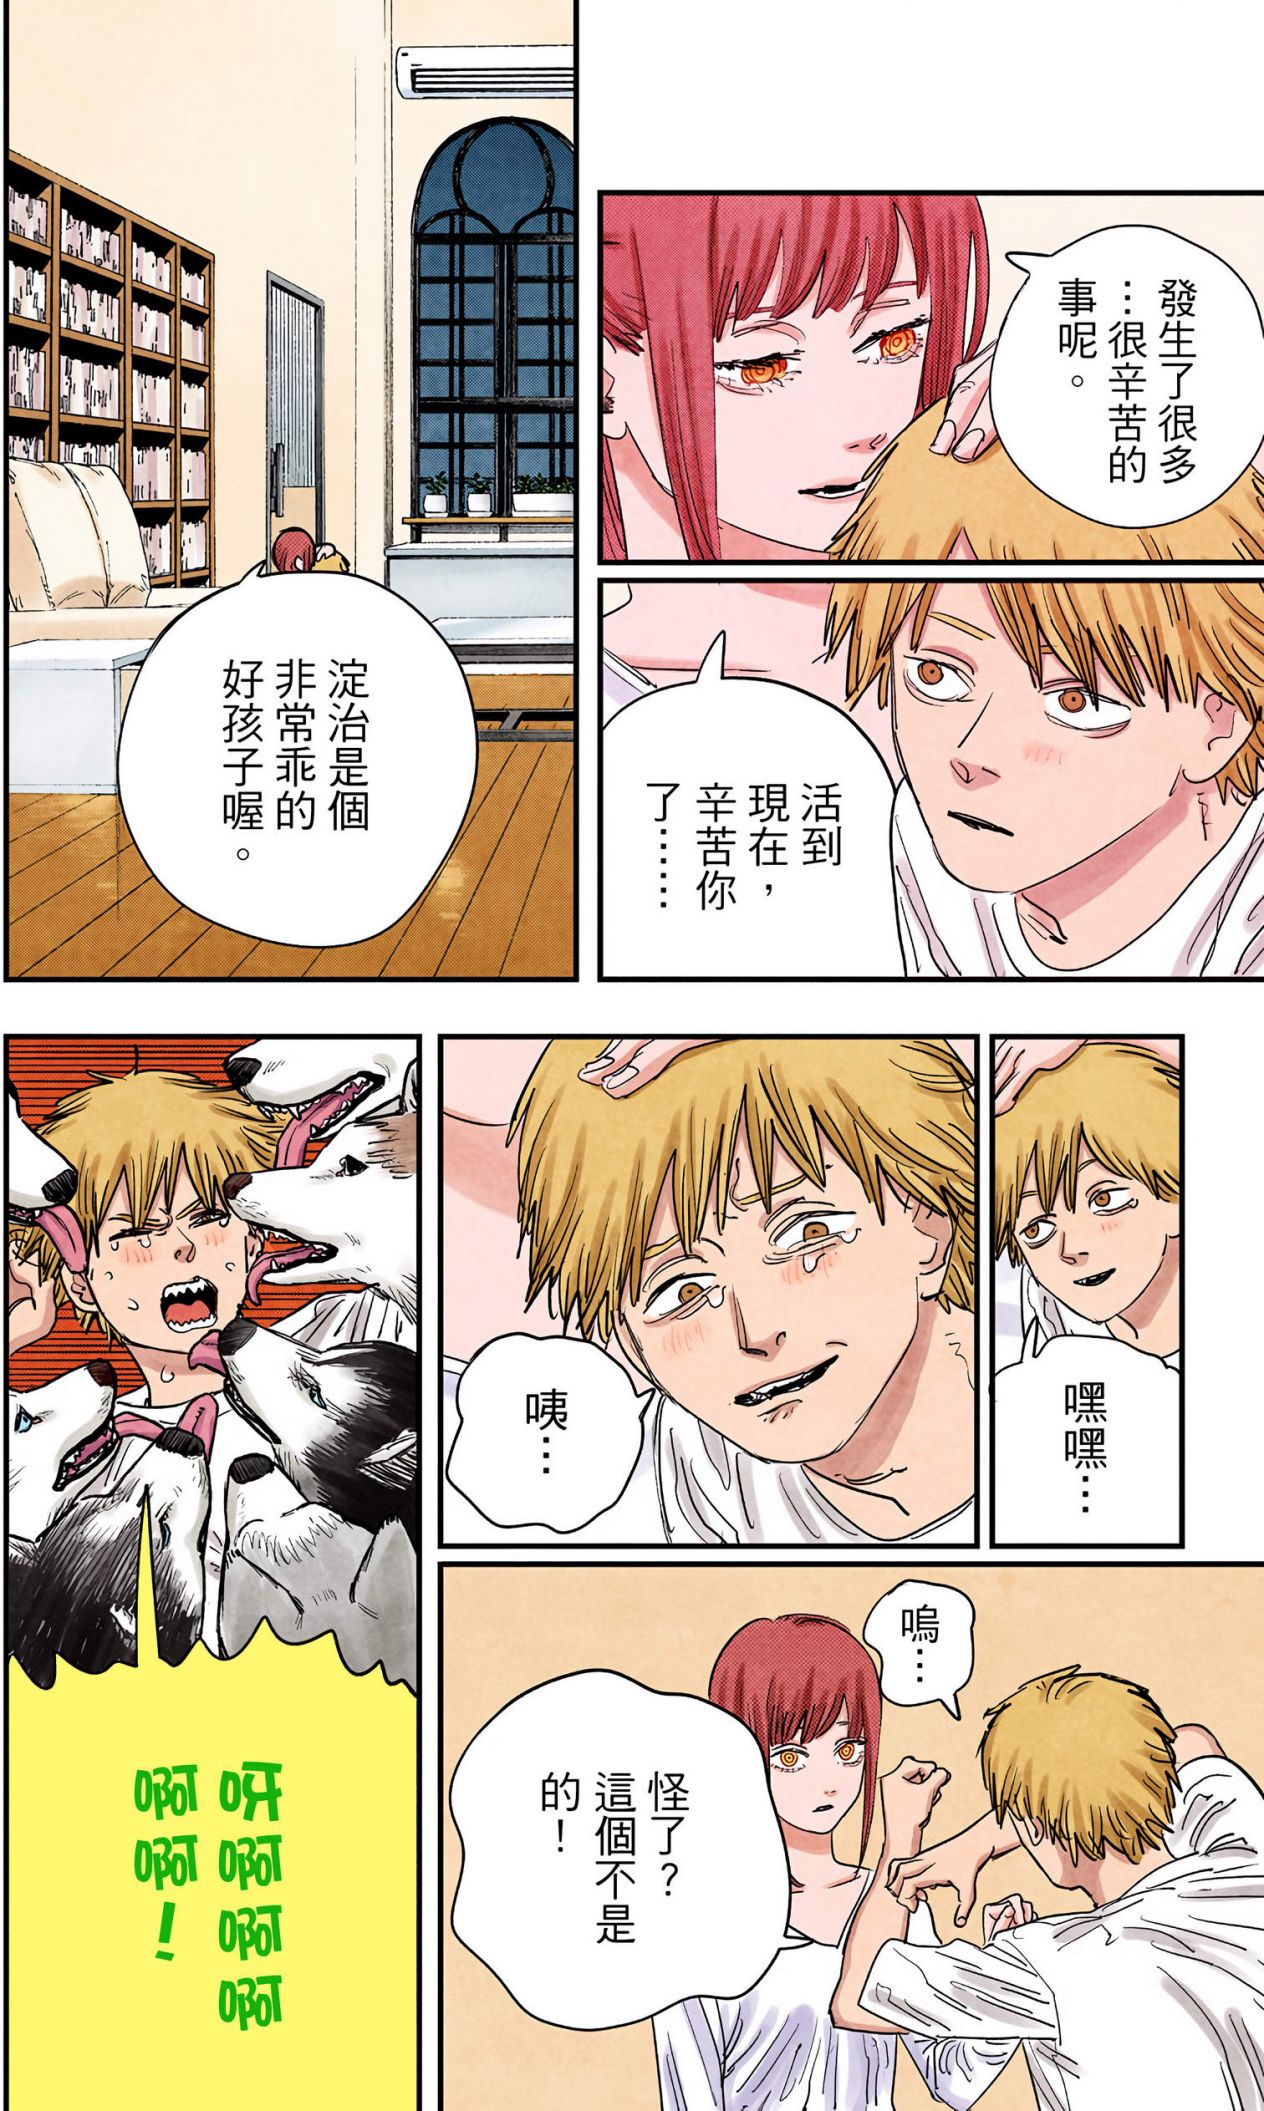 發生了很多
…很辛苦的
事呢。
活到
現在，
辛苦你
了……
淀治是個
非常乖的
好孩子喔。
嘿嘿…
咦…
嗚…
怪了？
這個不是
的！
呀啊啊啊
啊啊！